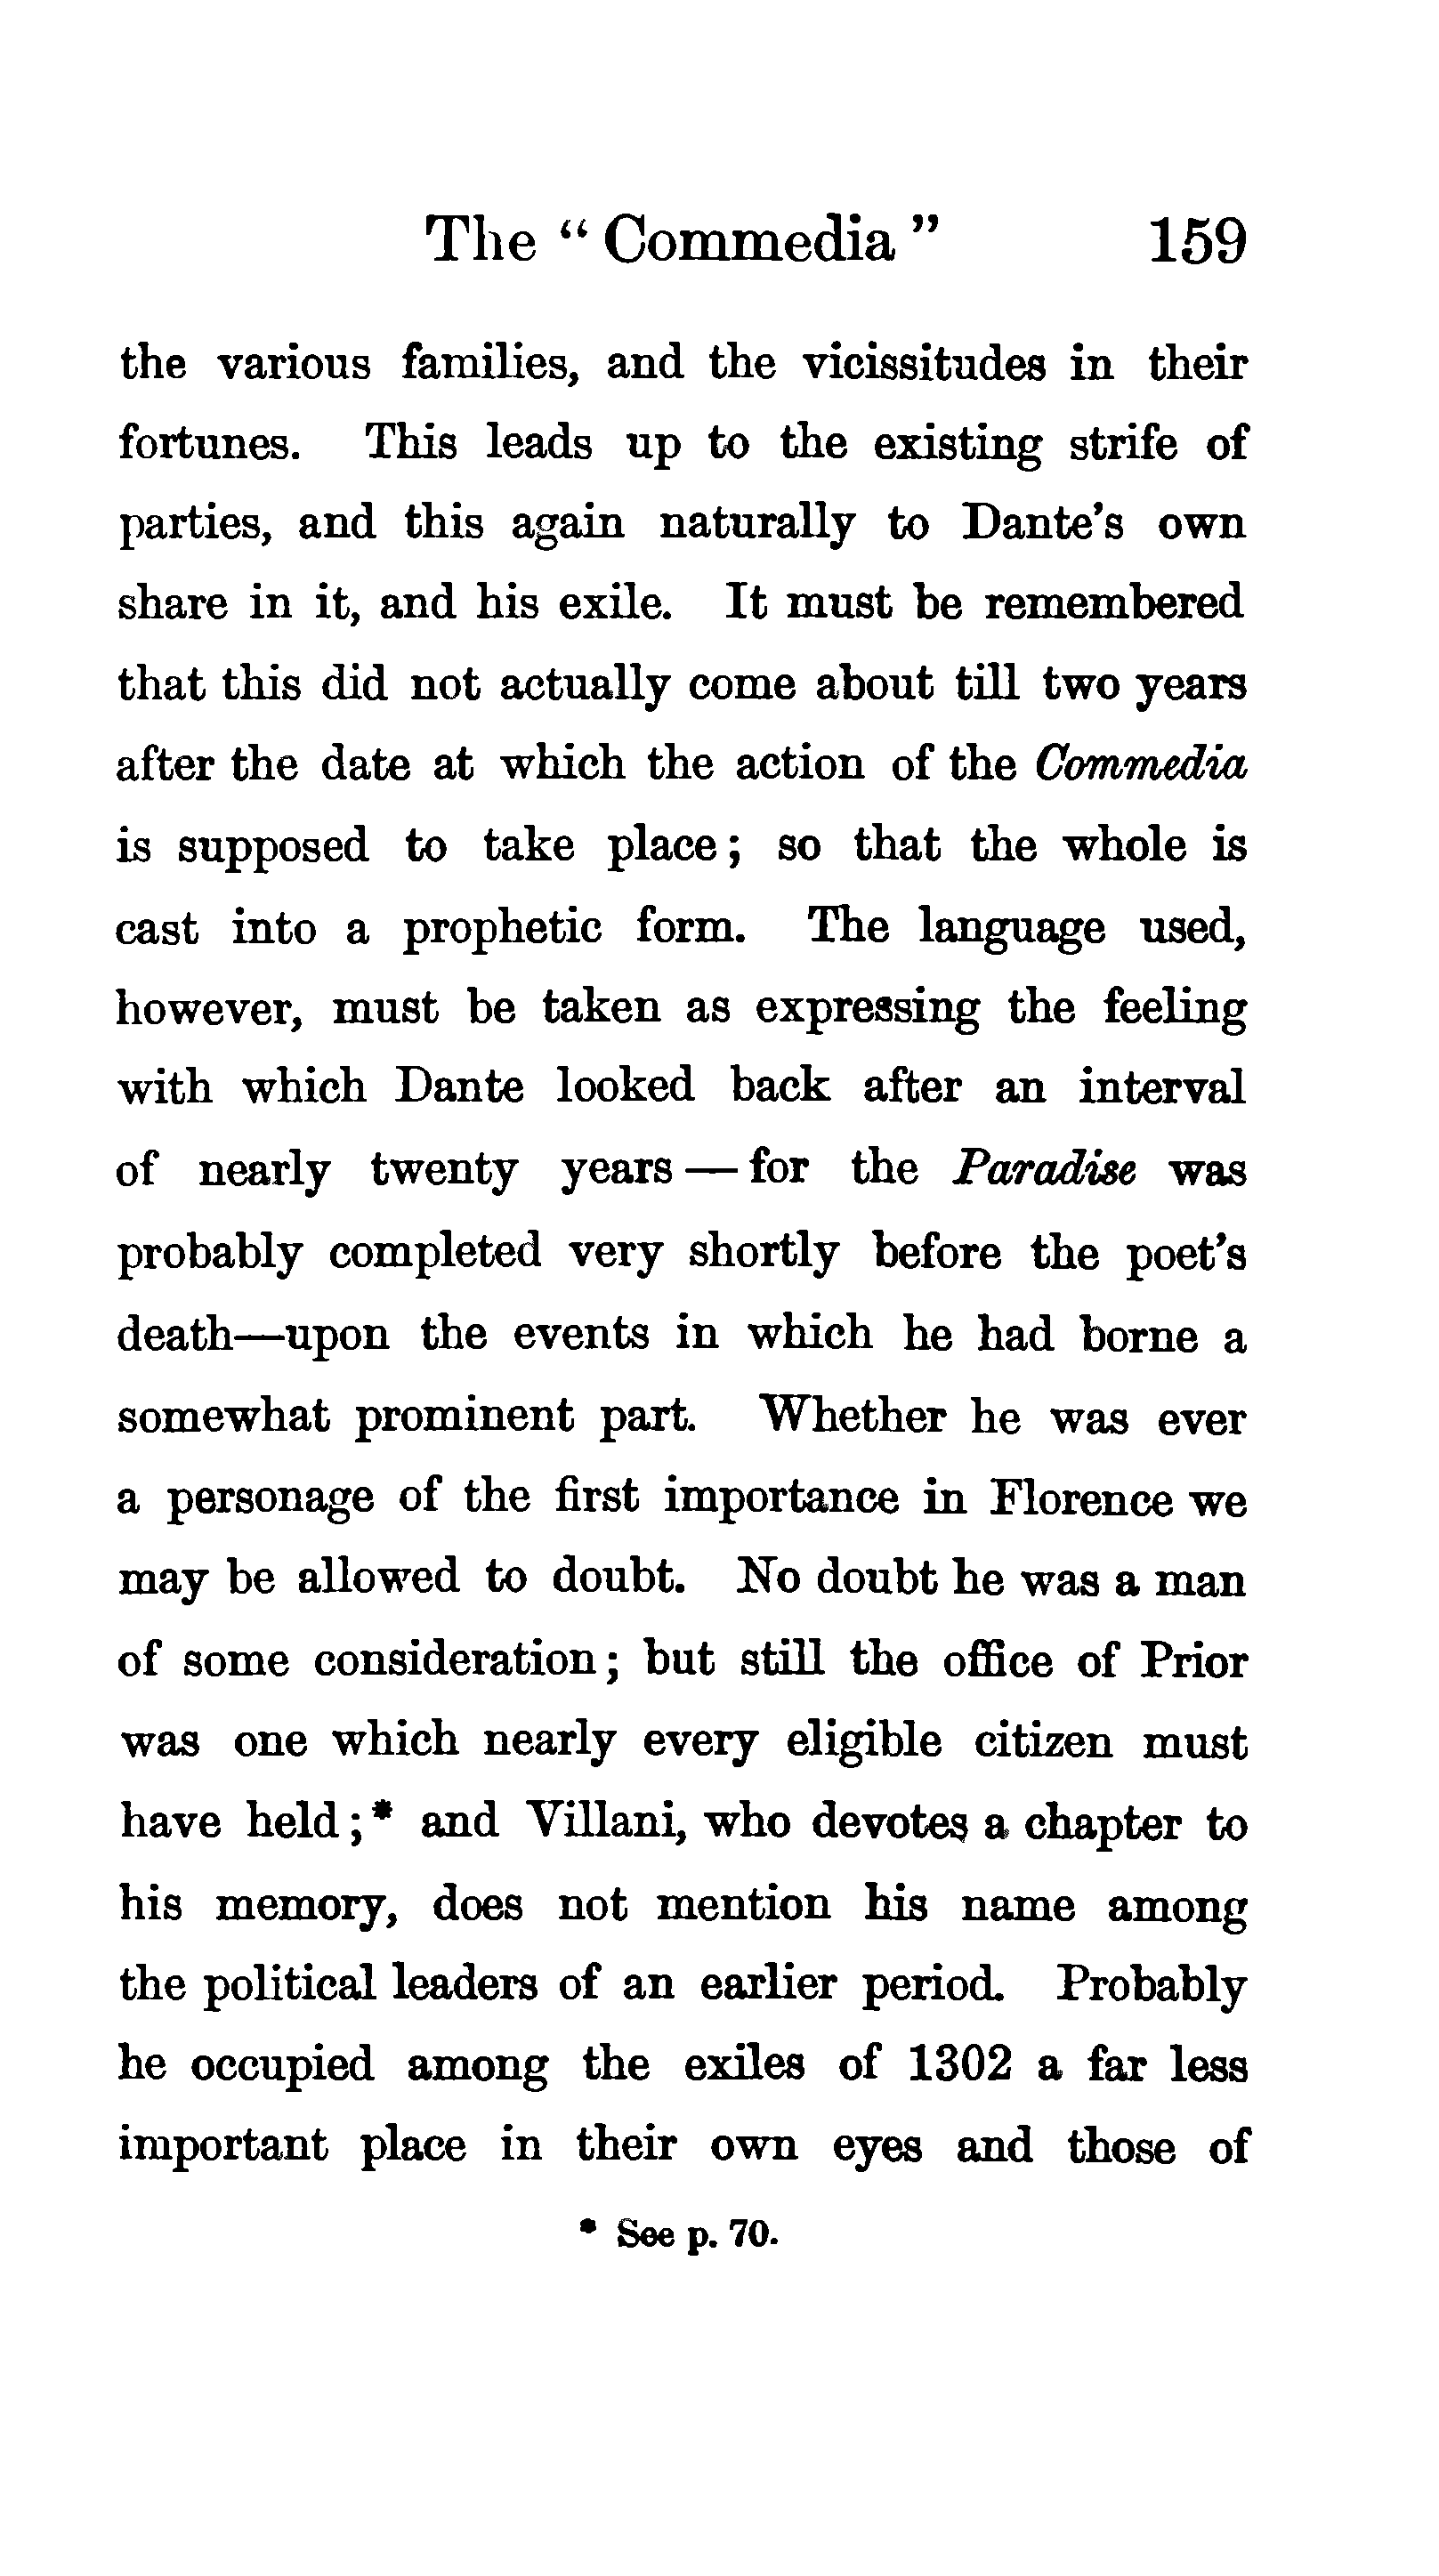 The " Commedia " 159
the various families, and the vicissitudes in their
fortunes. This leads up to the existing strife of
parties, and this again naturally to Dante's own
share in it, and his exile. It must be remembered
that this did not actually come about till two years
after the date at which the action of the Commedia
is supposed to take place; so that the whole is
cast into a prophetic form. The language used,
however, must be taken as expressing the feeling
with which Dante looked back after an interval
of nearly twenty years — for the Paradise was
probably completed very shortly before the poet's
death—upon the events in which he had borne a
somewhat prominent part. Whether he was ever
a personage of the first importance in Florence we
may be allowed to doubt. No doubt he was a man
of some consideration; but still the office of Prior
was one which nearly every eligible citizen must
have held;* and Villani, who devotes a chapter to
his memory, does not mention his name among
the political leaders of an earlier period. Probably
he occupied among the exiles of 1302 a far less
important place in their own eyes and those of
* See p. 70.